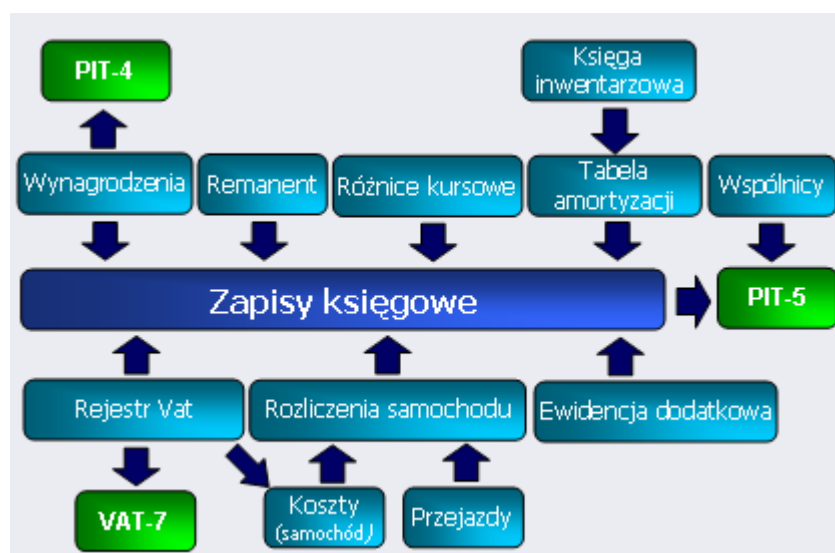 PIT-4
Księga
inwentarzowa
Wynagrodzenia
Remanent
Różnice kursowe
Tabela
amortyzacji
Wspólnicy
Zapisy księgowe
PIT-5
Rejestr Vat
Rozliczenia samochodu
Ewidencja dodatkowa
VAT-7
Koszty
(samochód)
Przejazdy